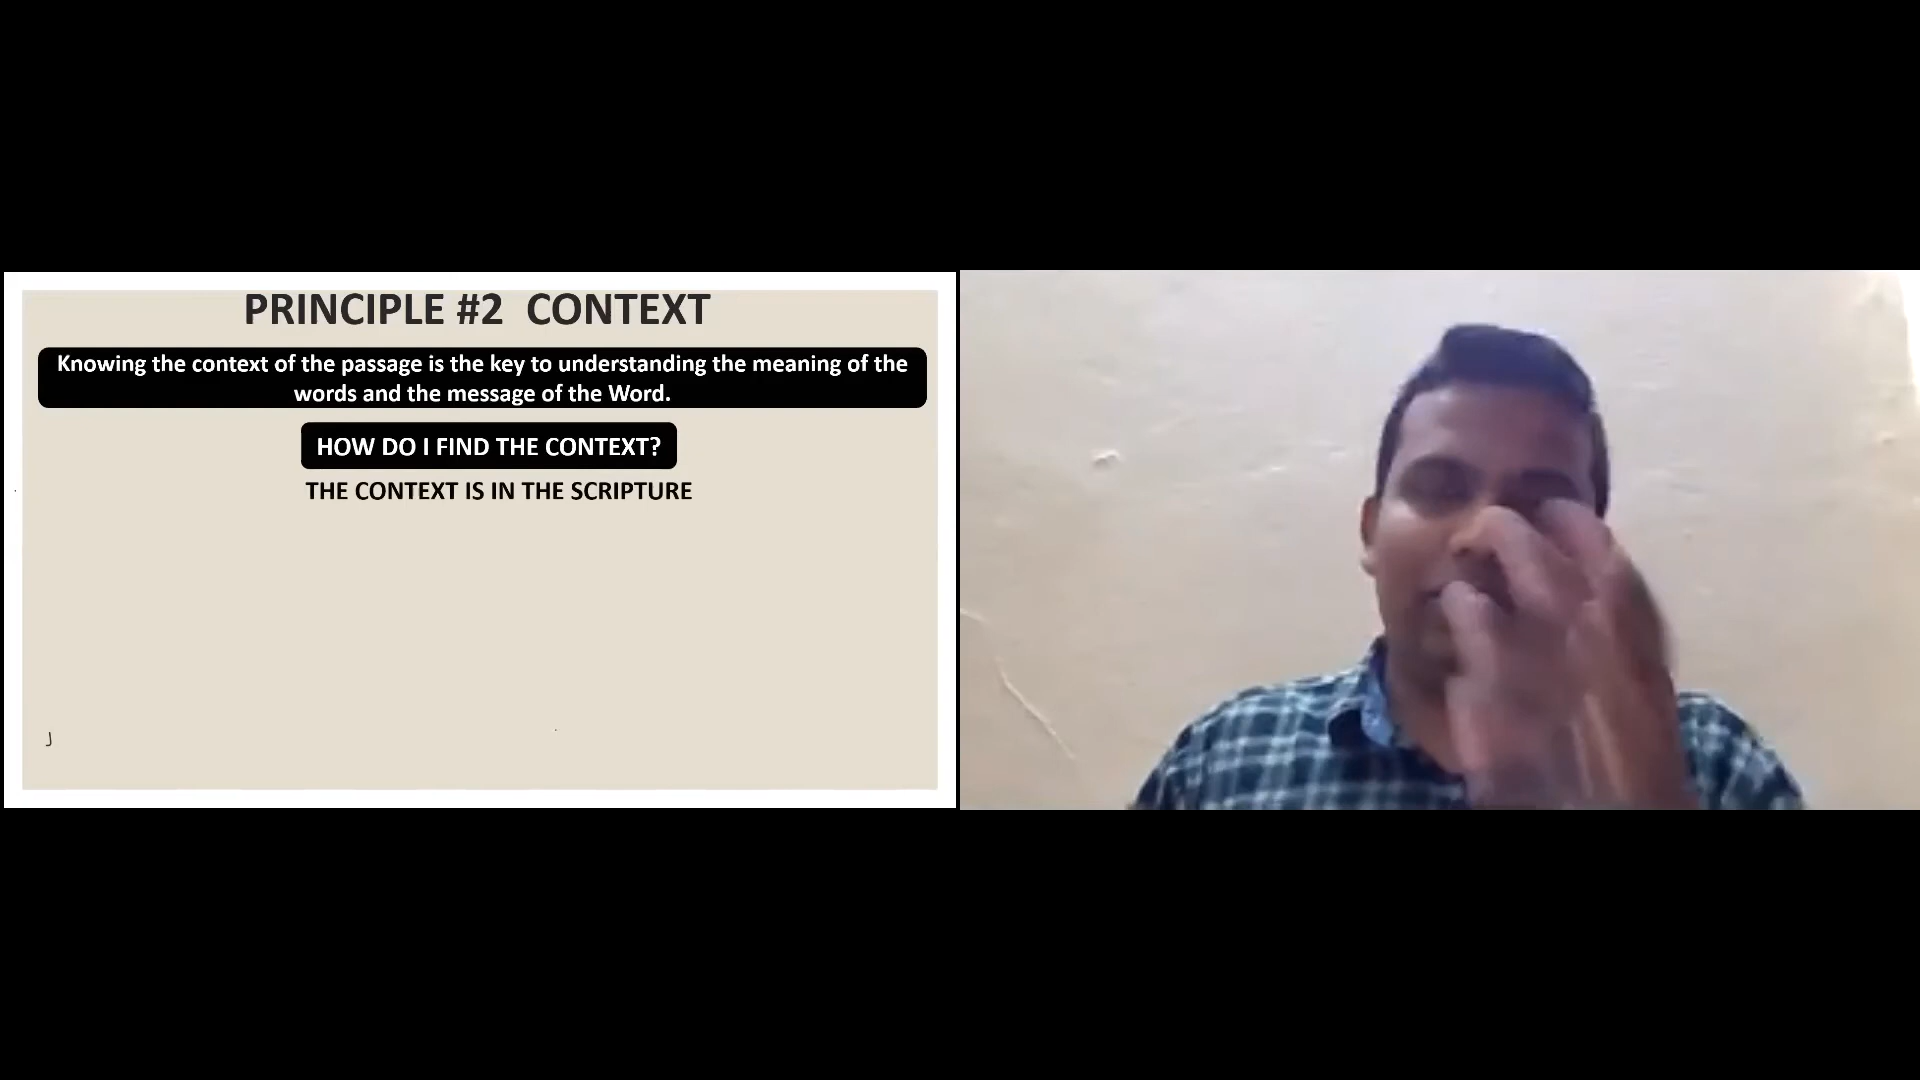 PRINCIPLE #2 CONTEXT
Knowing the context of the passage is the key to understanding the meaning of the
words and the message of the Word.
HOW DO I FIND THE CONTEXT?
THE CONTEXT IS IN THE SCRIPTURE